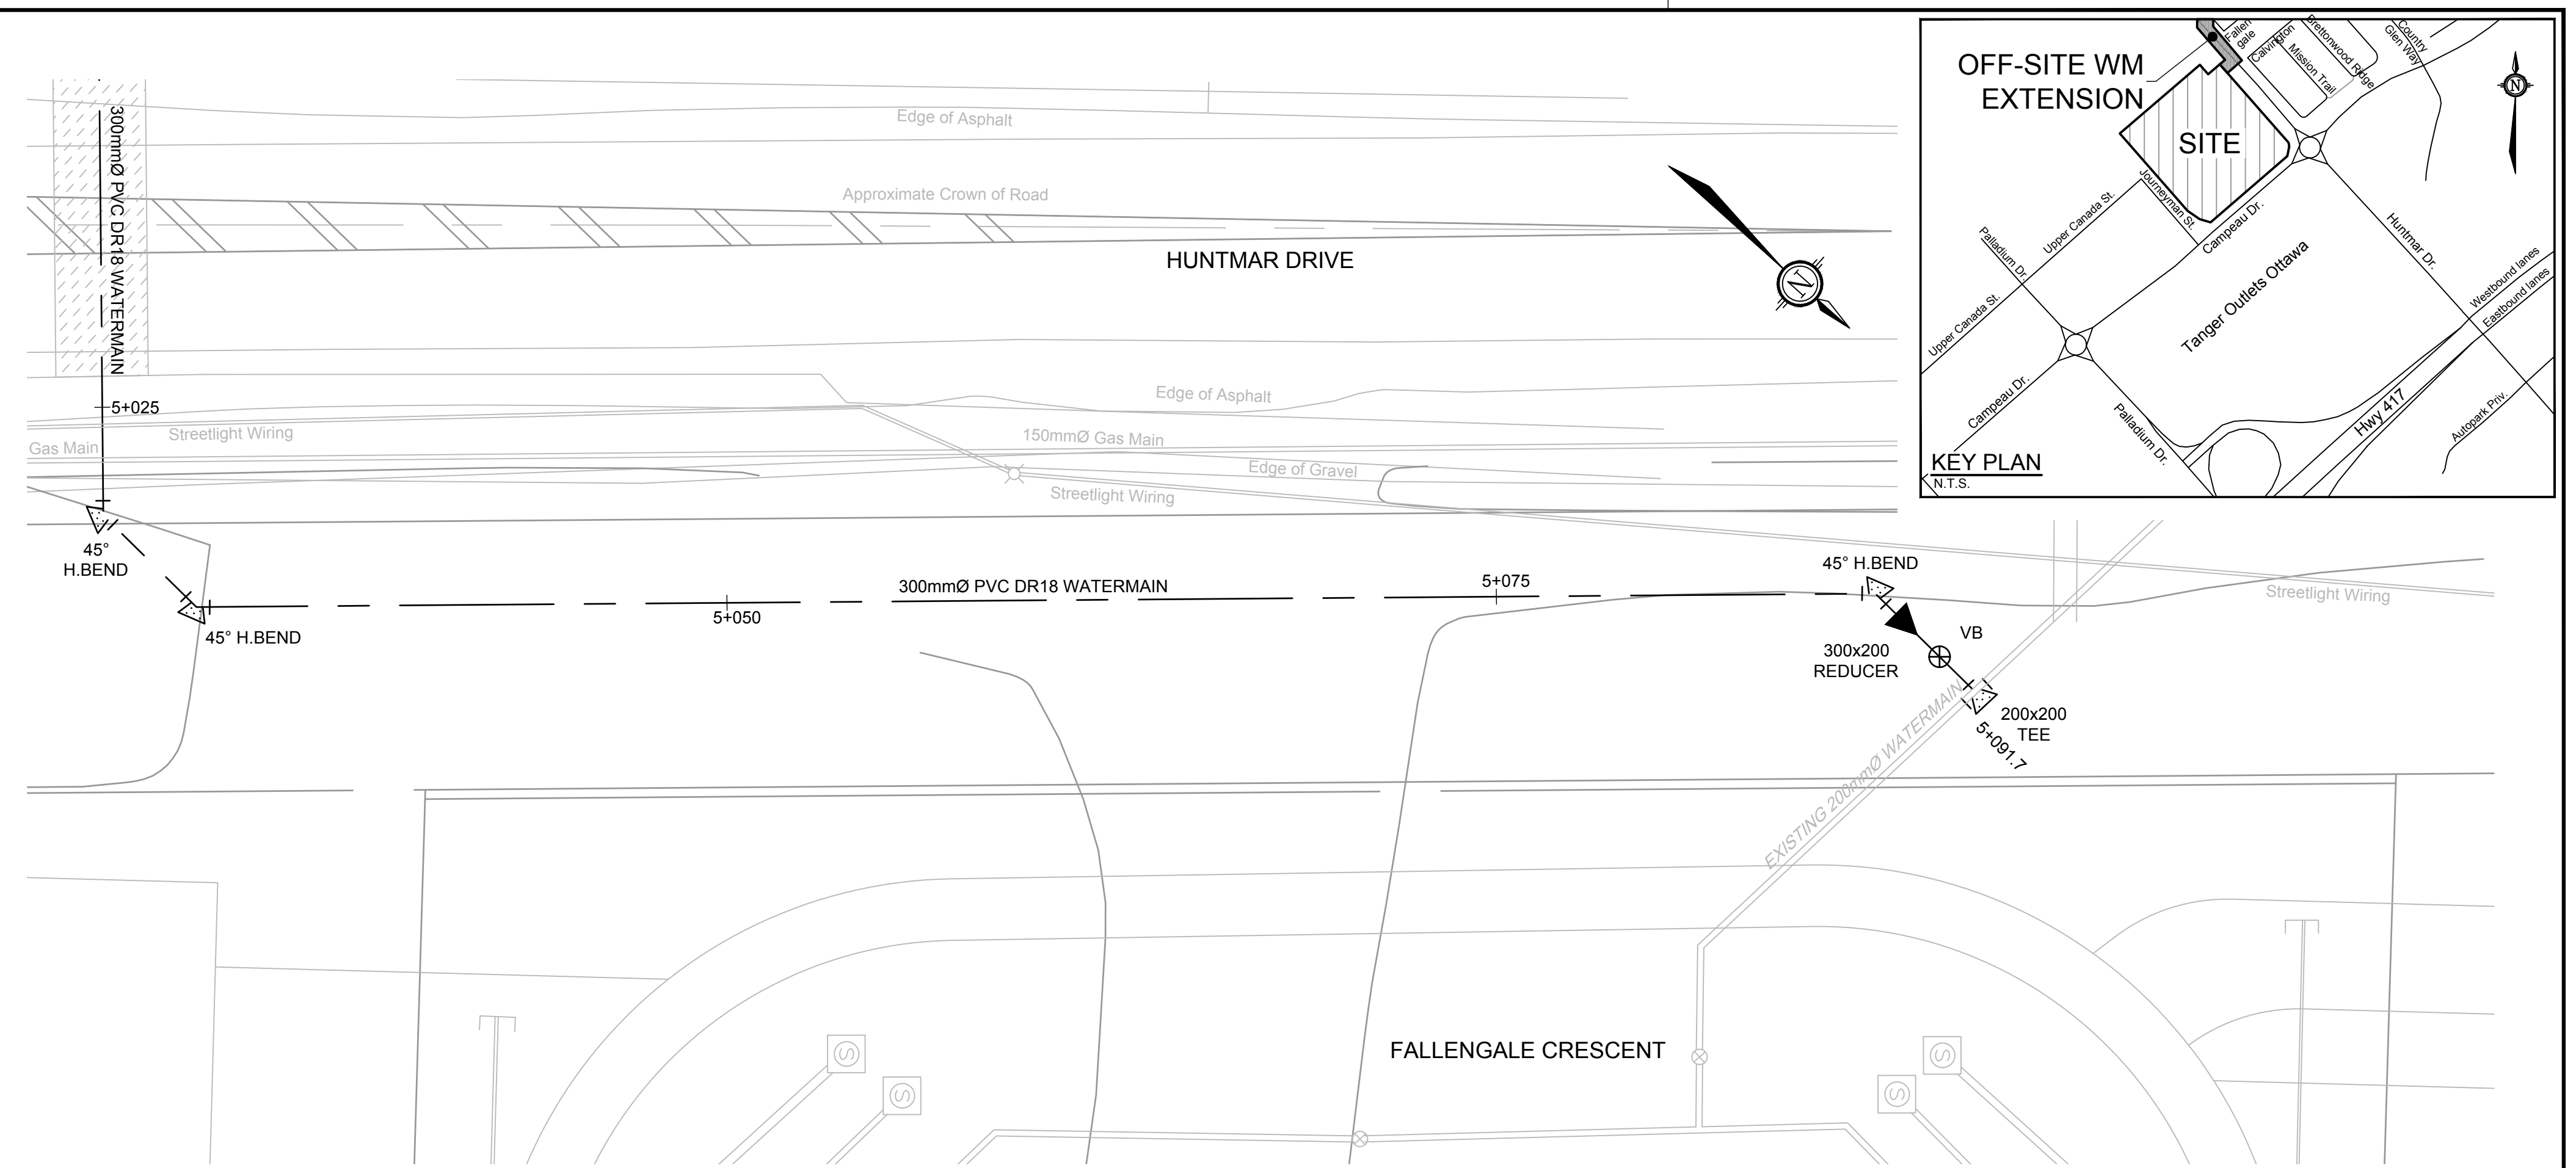 300mmØ PVC DR18 WATERMAIN
Edge of Asphalt
Approximate Crown of Road
HUNTMAR DRIVE
N
5+025
Edge of Asphalt
Streetlight Wiring
Gas Main
150mmØ Gas Main
Edge of Gravel
Streetlight Wiring
45°
H.BEND
45° H.BEND
300mmØ PVC DR18 WATERMAIN
5+050
5+075
45° H.BEND
Streetlight Wiring
VB
300x200
REDUCER
200x200
TEE
5+091.7
EXISTING 200mmØ WATERMAIN
FALLENGALE CRESCENT
S
S
S
S
OFF-SITE WM
EXTENSION
SITE
Fallen
gale
Calvington
Mission Trail
Brettonwood Ridge
Country
Glen Way
N
Journeyman St.
Upper Canada St.
Palladium Dr.
Campeau Dr.
Huntmar Dr.
Tanger Outlets Ottawa
Westbound lanes
Eastbound lanes
Upper Canada St.
Campeau Dr.
Palladium Dr.
Hwy 417
Autopark Priv.
KEY PLAN
N.T.S.